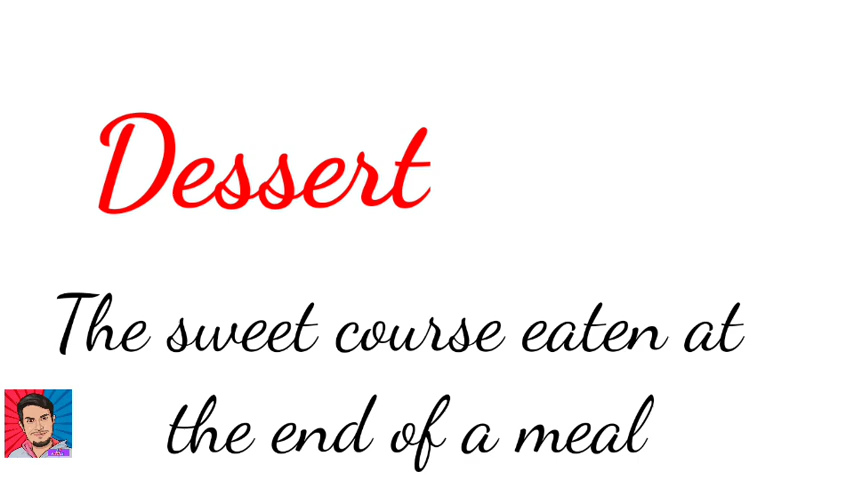 Dessert
The sweet course eaten at
the end of a meal